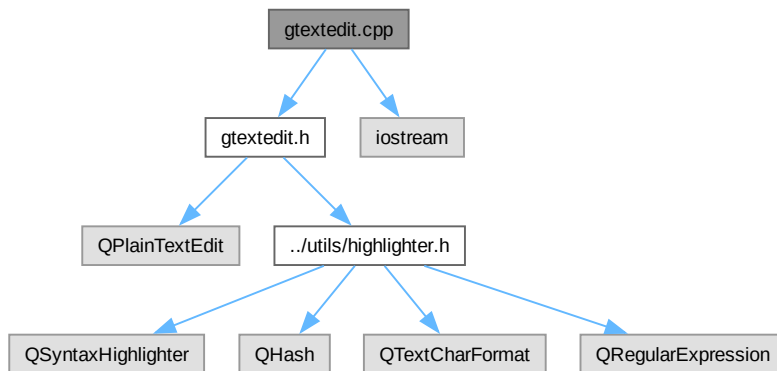 gtextedit.cpp
gtextedit.h
iostream
QPlainTextEdit
../utils/highlighter.h
QSyntaxHighlighter
QHash
QTextCharFormat
QRegularExpression